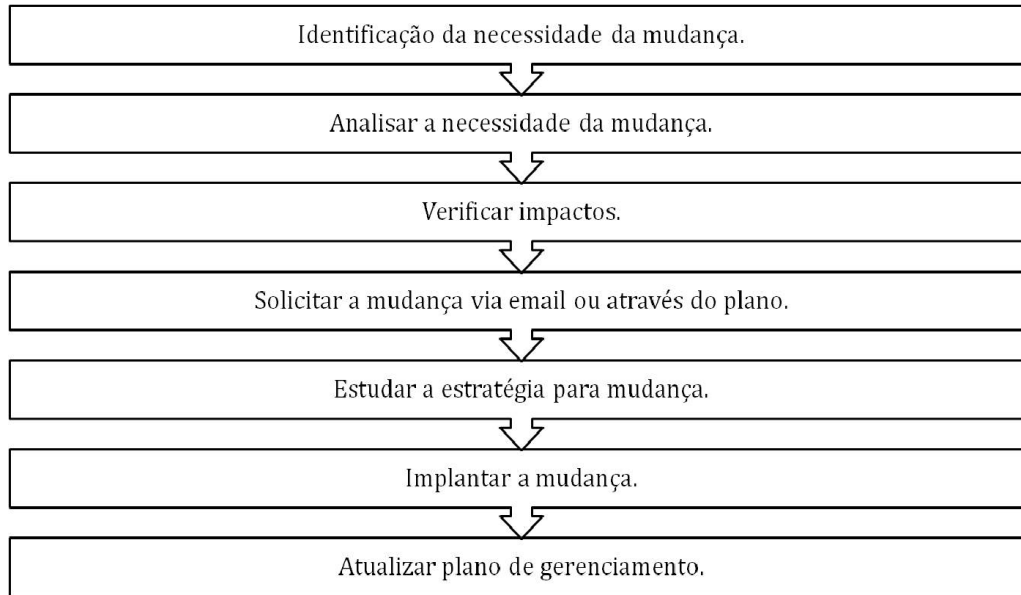 Identificação da necessidade da mudança.
Analisar a necessidade da mudança.
Verificar impactos.
Solicitar a mudança via email ou através do plano.
Estudar a estratégia para mudança.
Implantar a mudança.
Atualizar plano de gerenciamento.